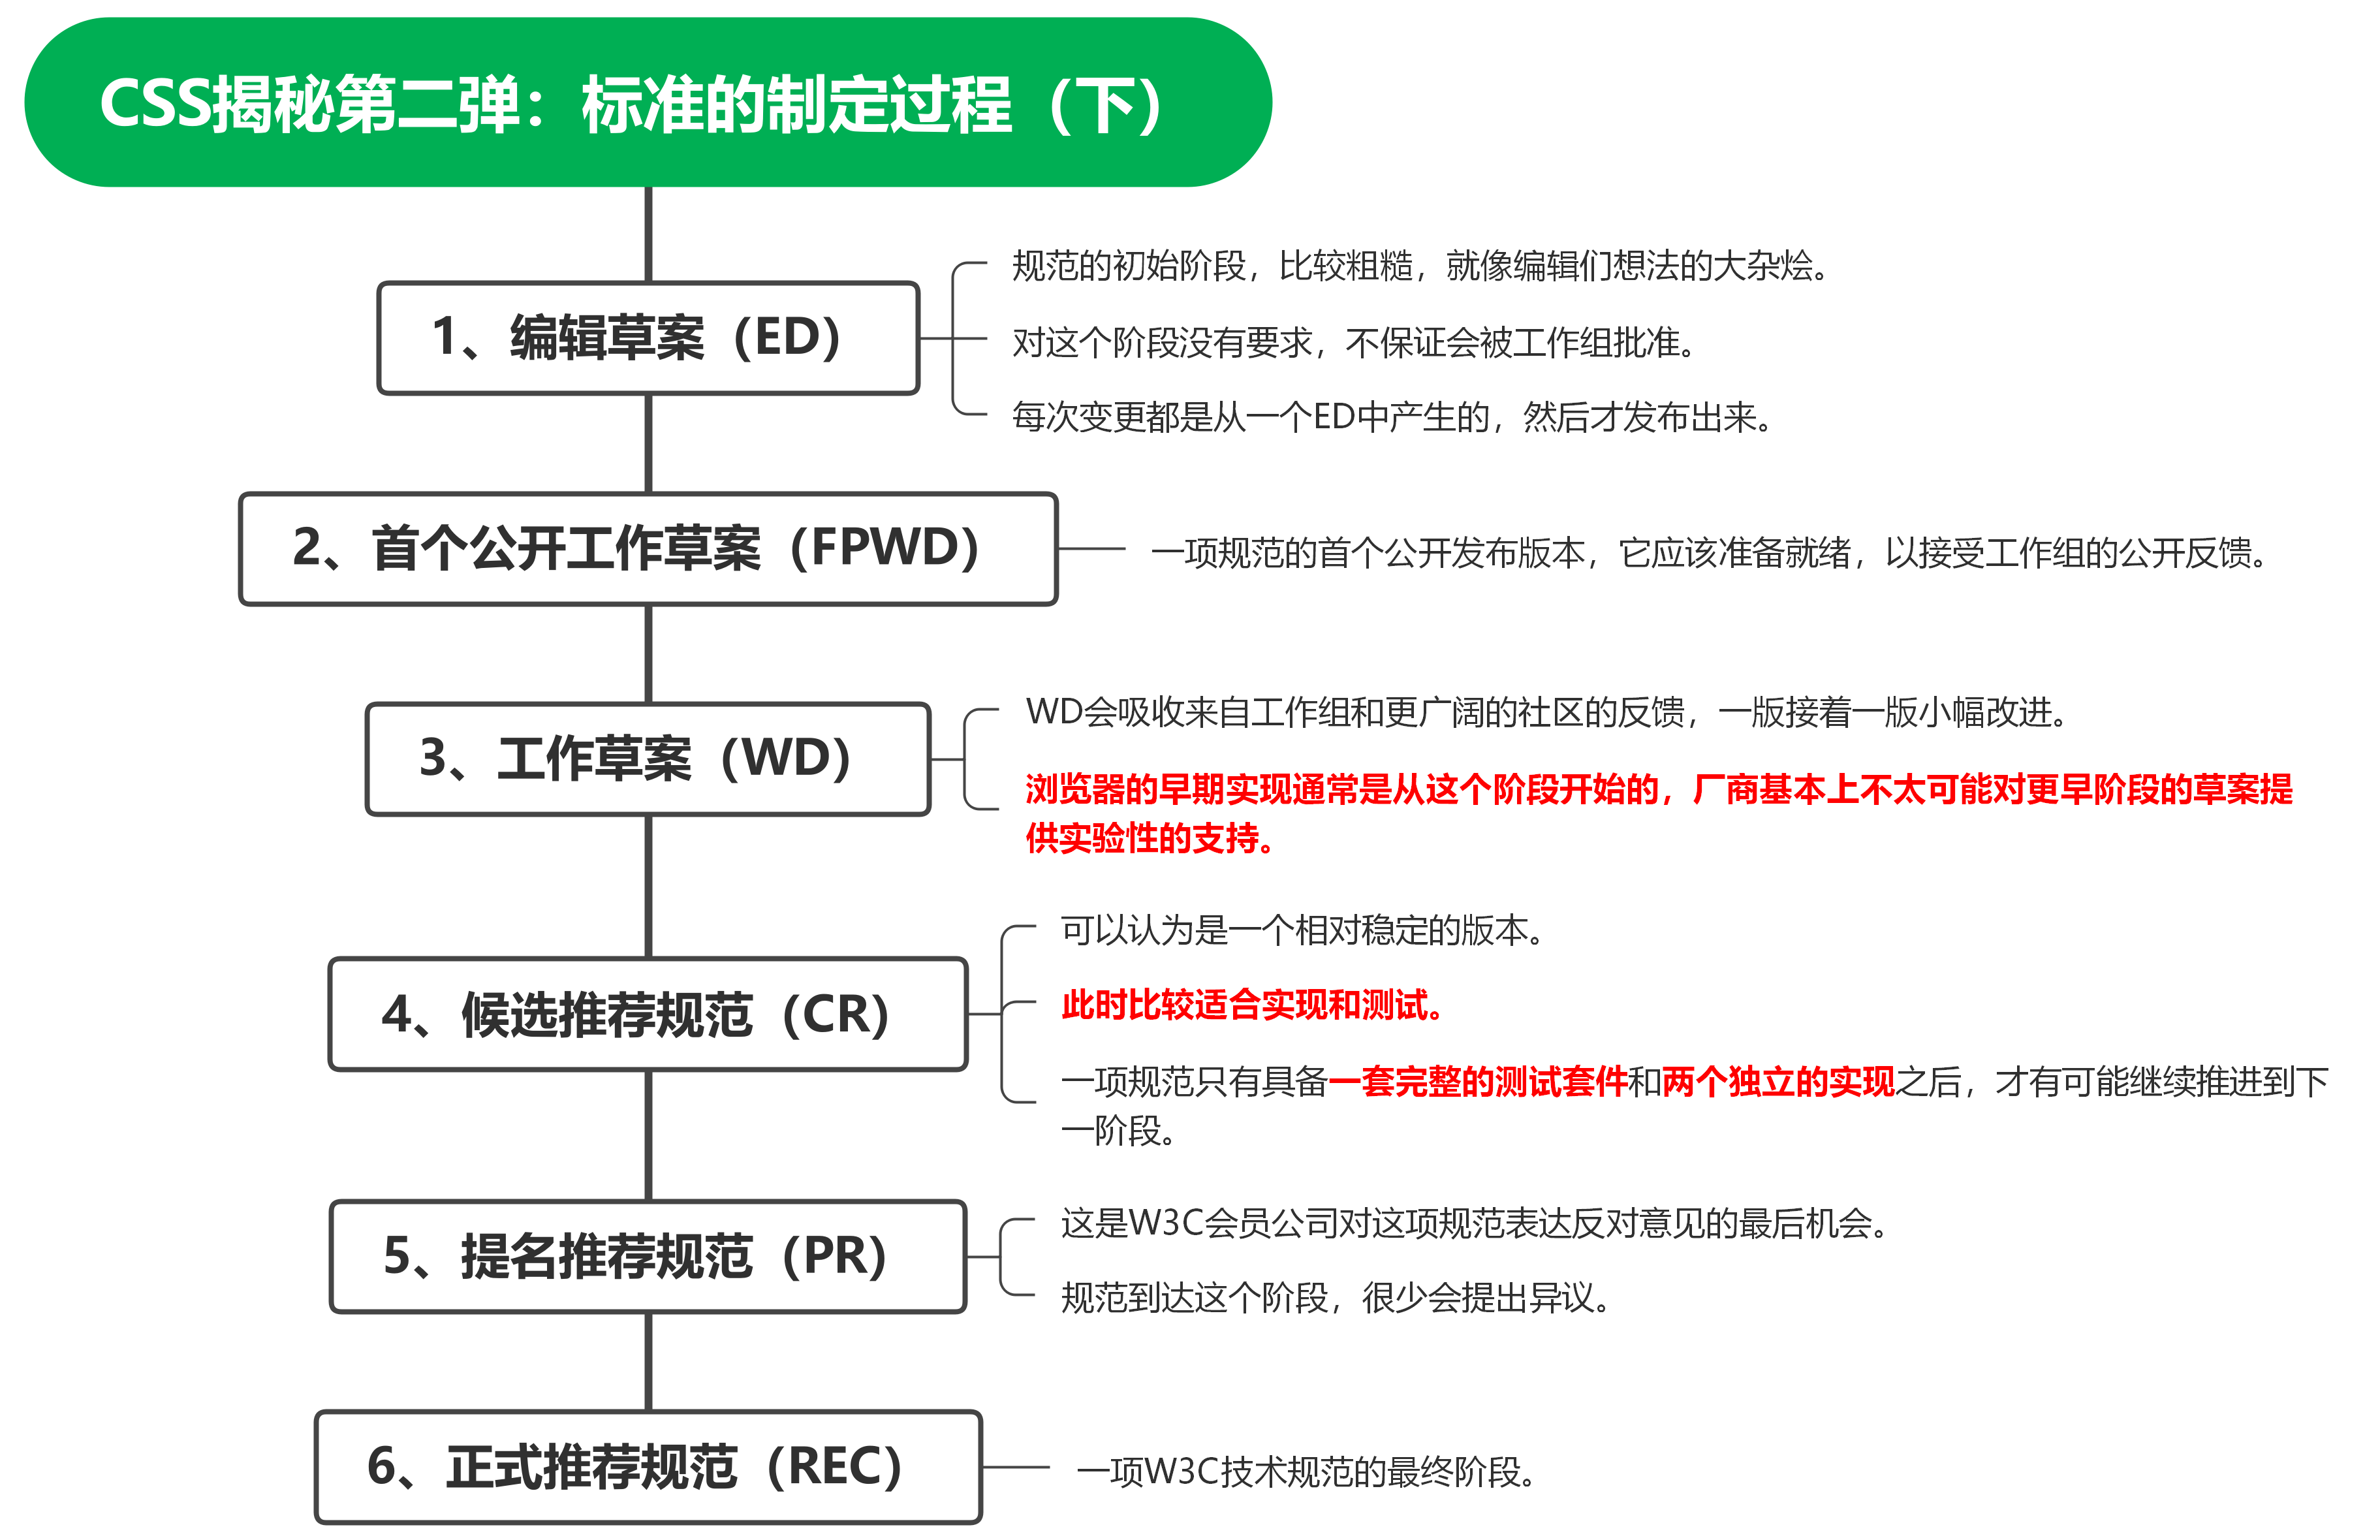 CSS揭秘第二弹：标准的制定过程（下）
1、编辑草案（ED）
规范的初始阶段，比较粗糙，就像编辑们想法的大杂烩。
对这个阶段没有要求，不保证会被工作组批准。
每次变更都是从一个ED中产生的，然后才发布出来。
2、首个公开工作草案（FPWD）
一项规范的首个公开发布版本，它应该准备就绪，以接受工作组的公开反馈。
3、工作草案（WD）
WD会吸收来自工作组和更广阔的社区的反馈，一版接着一版小幅改进。
浏览器的早期实现通常是从这个阶段开始的，厂商基本上不太可能对更早阶段的草案提
供实验性的支持。
4、候选推荐规范（CR）
可以认为是一个相对稳定的版本。
此时比较适合实现和测试。
一项规范只有具备一套完整的测试套件和两个独立的实现之后，才有可能继续推进到下
一阶段。
5、提名推荐规范（PR）
这是W3C会员公司对这项规范表达反对意见的最后机会。
规范到达这个阶段，很少会提出异议。
6、正式推荐规范（REC）
一项W3C技术规范的最终阶段。